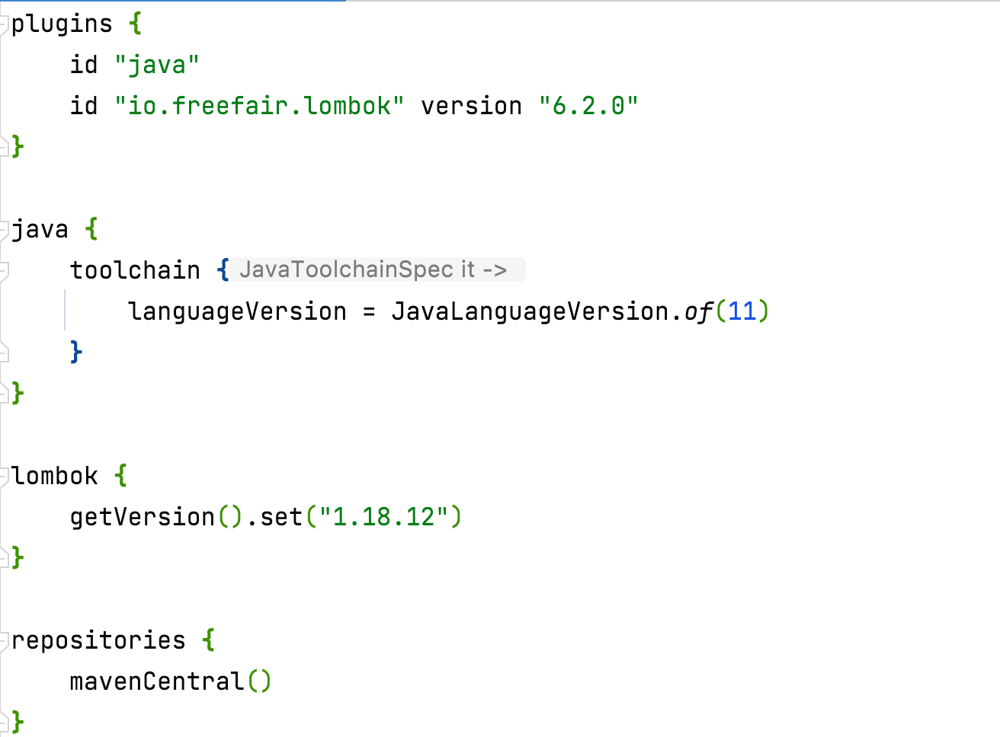 plugins {
    id "java"
    id "io.freefair.lombok" version "6.2.0"
}
java {
    toolchain { JavaToolchainSpec it ->
        languageVersion = JavaLanguageVersion.of(11)
    }
}
lombok {
    getVersion().set("1.18.12")
}
repositories {
    mavenCentral()
}